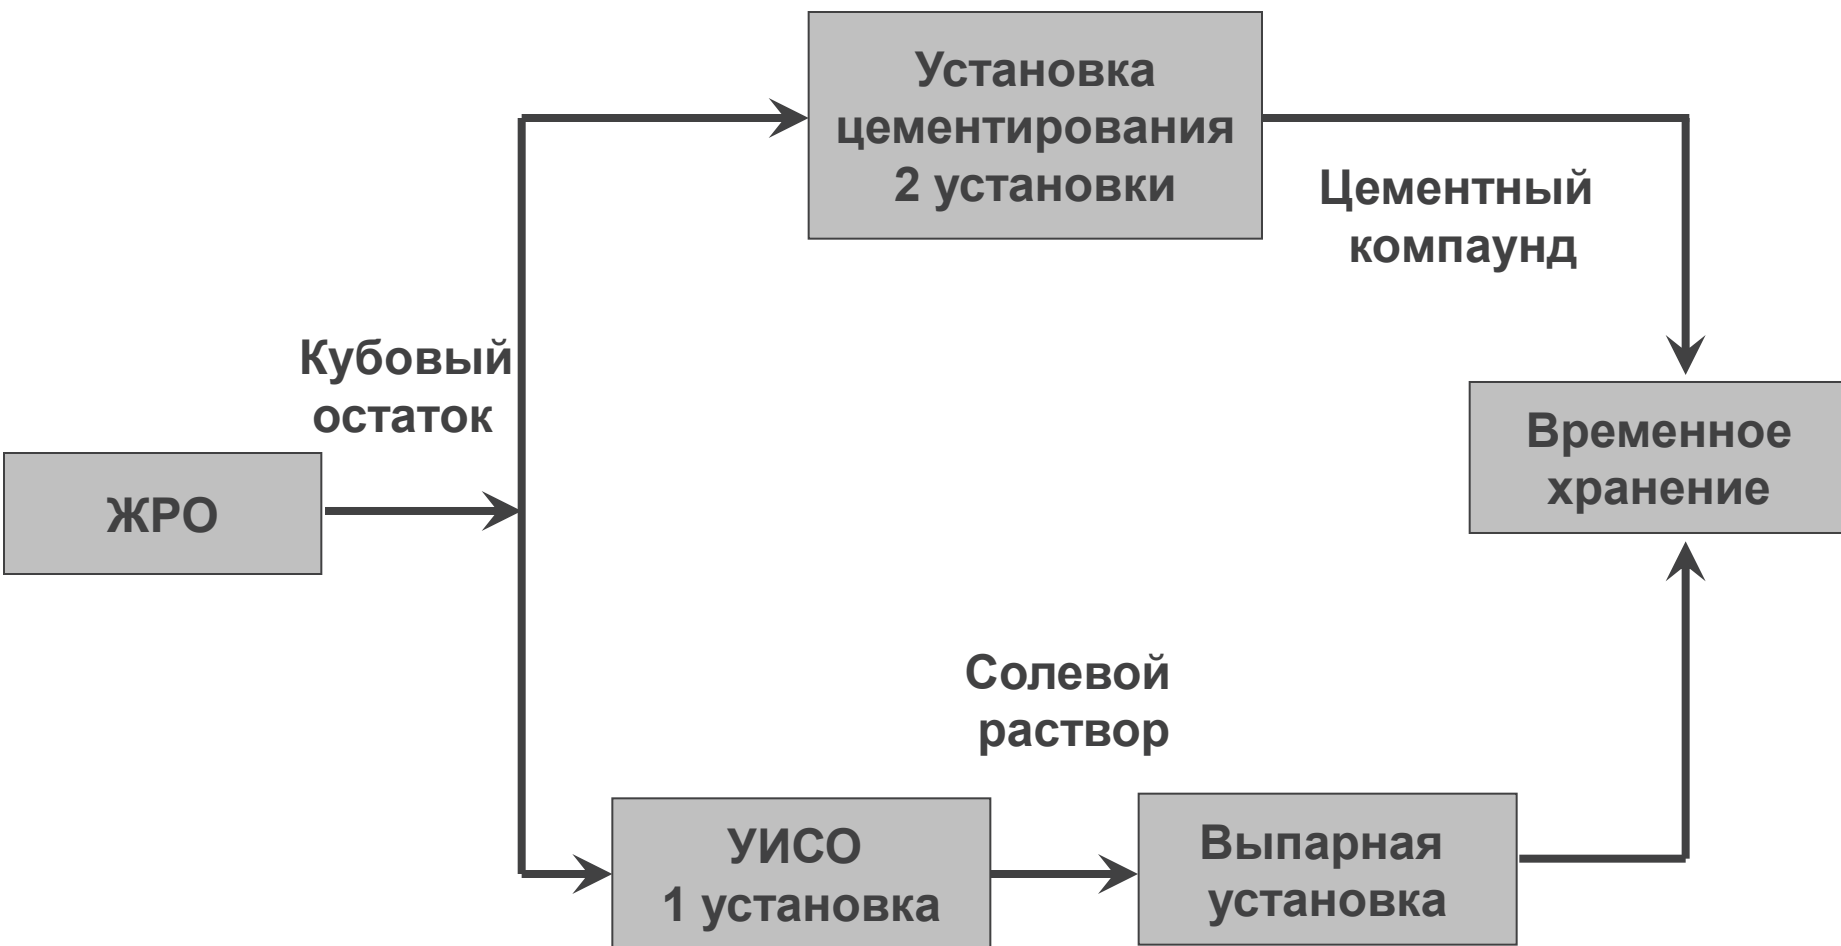 Установка
цементирования
2 установки
Цементный
компаунд
Кубовый
остаток
ЖРО
Временное
хранение
Солевой
раствор
УИСО
1 установка
Выпарная
установка